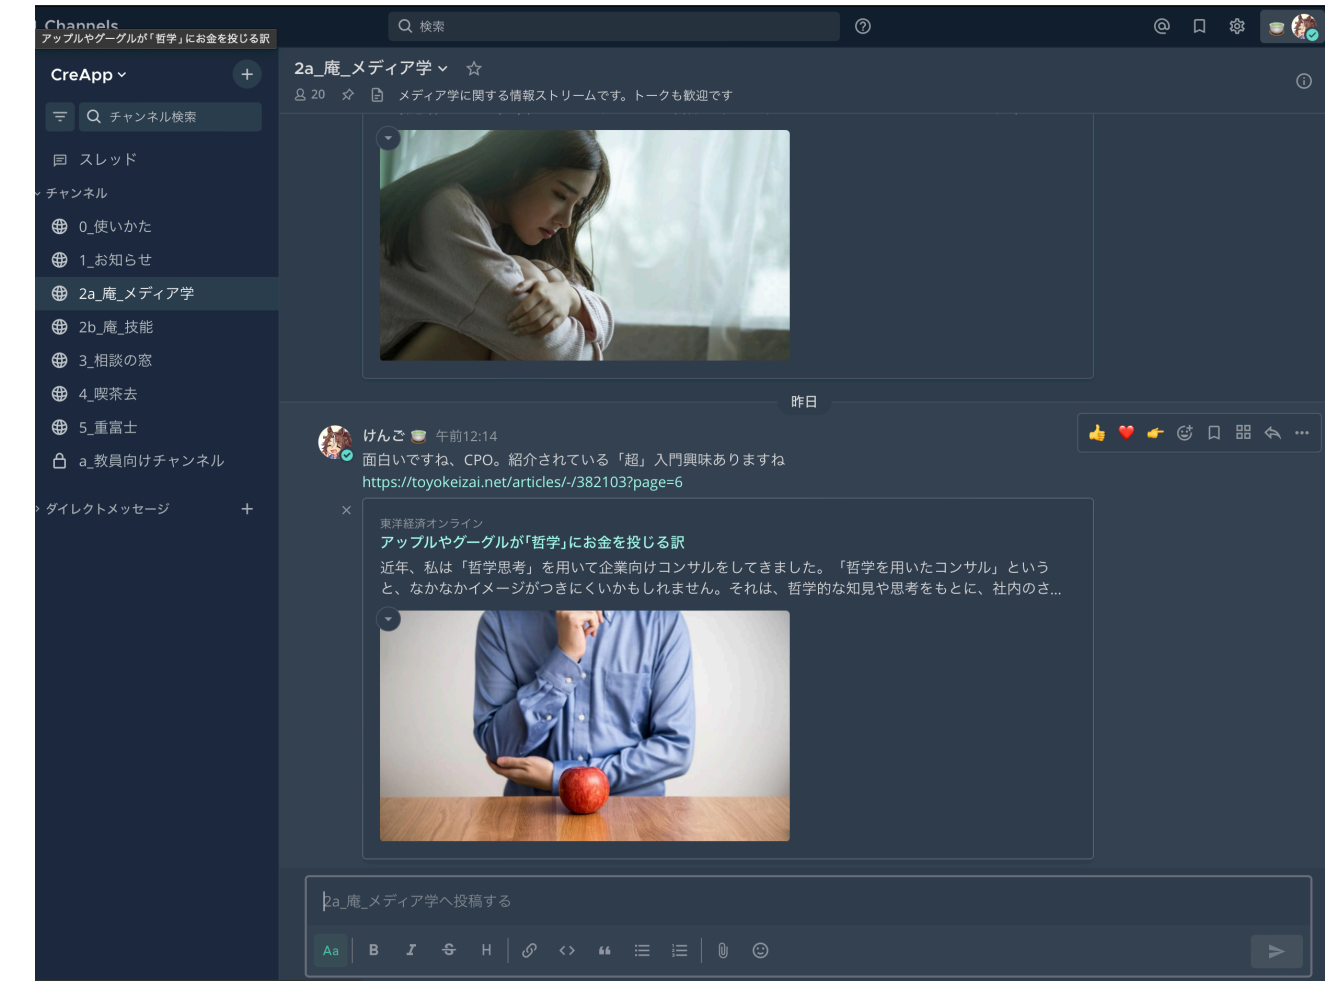 Channels
アップルやグーグルが「哲学」にお金を投じる訳
検索
CreApp
チャンネル検索
スレッド
チャンネル
0_使いかた
1_お知らせ
2a_庵_メディア学
2b_庵_技能
3_相談の窓
4_喫茶去
5_重富士
a_教員向けチャンネル
ダイレクトメッセージ
2a_庵_メディア学
20
メディア学に関する情報ストリームです。トークも歓迎です
昨日
けんご 午前12:14
面白いですね、CPO。紹介されている「超」入門興味ありますね
https://toyokeizai.net/articles/-/382103?page=6
東洋経済オンライン
アップルやグーグルが「哲学」にお金を投じる訳
近年、私は「哲学思考」を用いて企業向けコンサルをしてきました。「哲学を用いたコンサル」という
と、なかなかイメージがつきにくいかもしれません。それは、哲学的な知見や思考をもとに、社内のさ...
2a_庵_メディア学へ投稿する
Aa B I S H